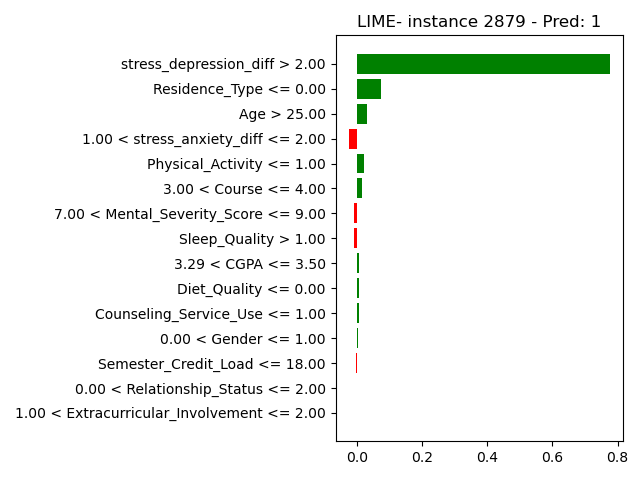 LIME- instance 2879 - Pred: 1
stress_depression_diff > 2.00
Residence_Type <= 0.00
Age > 25.00
1.00 < stress_anxiety_diff <= 2.00
Physical_Activity <= 1.00
3.00 < Course <= 4.00
7.00 < Mental_Severity_Score <= 9.00
Sleep_Quality > 1.00
3.29 < CGPA <= 3.50
Diet_Quality <= 0.00
Counseling_Service_Use <= 1.00
0.00 < Gender <= 1.00
Semester_Credit_Load <= 18.00
0.00 < Relationship_Status <= 2.00
1.00 < Extracurricular_Involvement <= 2.00
0.0 0.2 0.4 0.6 0.8